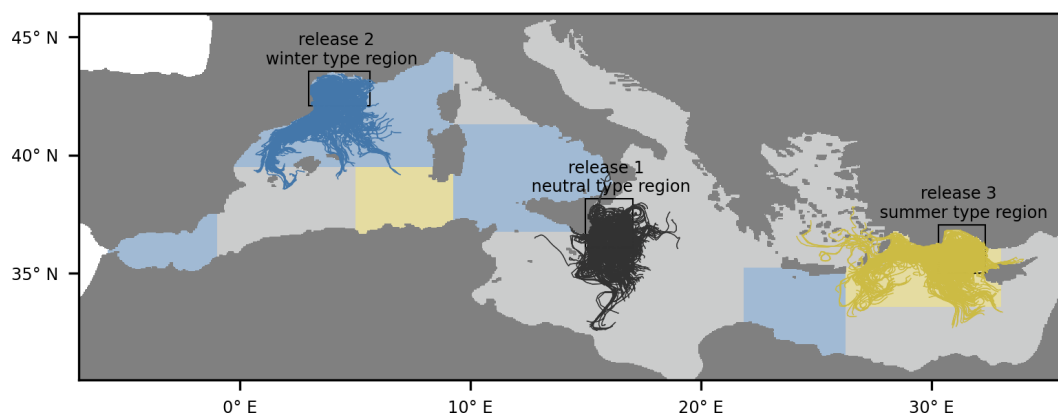 45° N
40° N
35° N
release 2
winter type region
release 1
neutral type region
release 3
summer type region
0° E
10° E
20° E
30° E